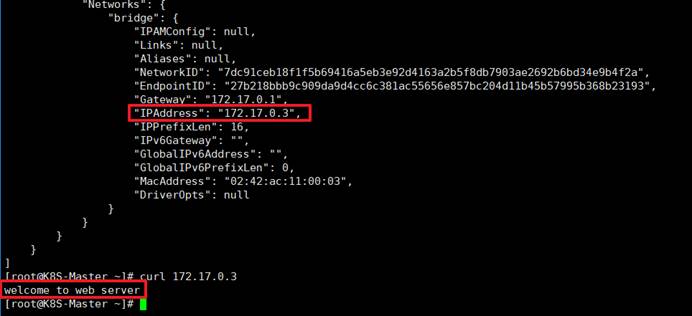 "Networks": {
"bridge": {
"IPAMConfig": null,
"Links": null,
"Aliases": null,
"NetworkID": "7dc91ceb18f1f5b69416a5eb3e92d4163a2b5f8db7903ae2692b6bd34e9b4f2a",
"EndpointID": "27b218bbb9c909da9d4cc6c381ac55656e857bc204d11b45b57995b368b23193",
"Gateway": "172.17.0.1",
"IPAddress": "172.17.0.3",
"IPPrefixLen": 16,
"IPv6Gateway": "",
"GlobalIPv6Address": "",
"GlobalIPv6PrefixLen": 0,
"MacAddress": "02:42:ac:11:00:03",
"DriverOpts": null
}
}
}
}
]
[root@K8S-Master ~]# curl 172.17.0.3
welcome to web server
[root@K8S-Master ~]#